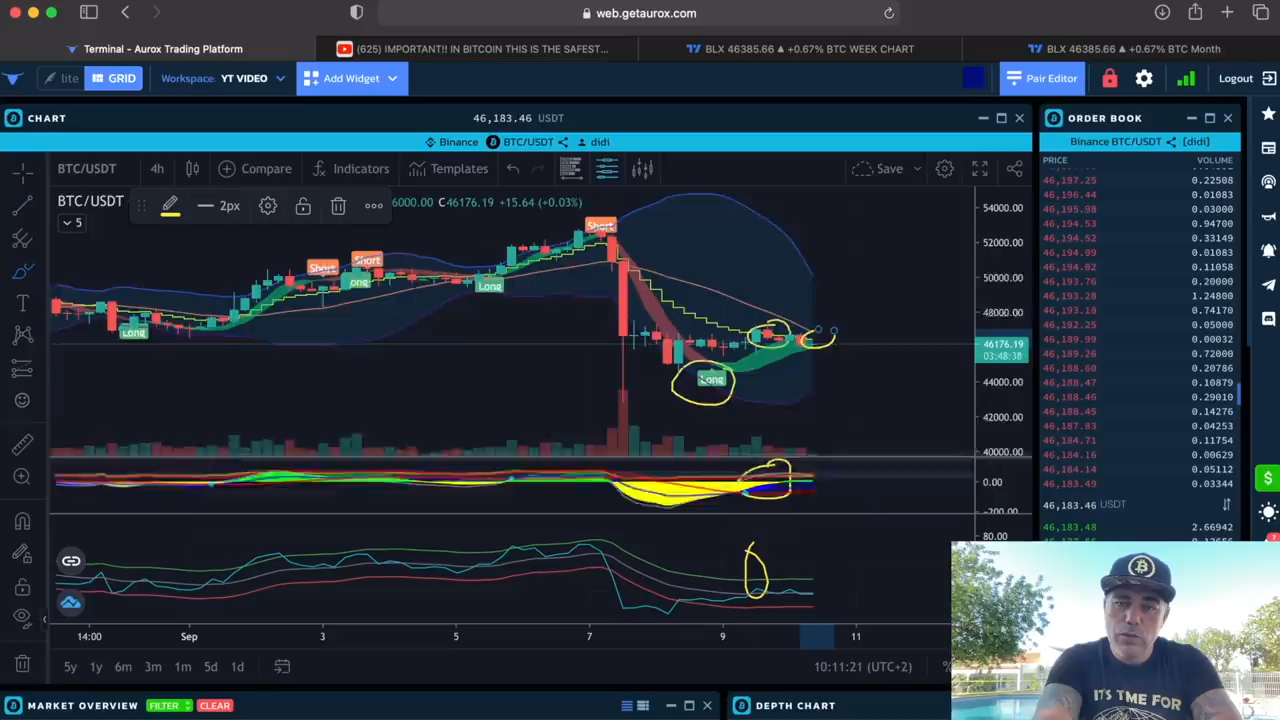 web.getaurox.com
Terminal - Aurox Trading Platform
(625) IMPORTANT!! IN BITCOIN THIS IS THE SAFEST...
BLX 46385.66 ▲ +0.67% BTC WEEK CHART
BLX 46385.66 ▲ +0.67% BTC Month
lite
GRID
Workspace: YT VIDEO
Add Widget
Pair Editor
Logout
CHART
46,183.46 USDT
ORDER BOOK
Binance BTC/USDT didi
Binance BTC/USDT [didi]
BTC/USDT 4h Compare Indicators Templates Save
PRICE VOLUME
BTC/USDT
2px
6000.00 C46176.19 +15.64 (+0.03%)
5
46,197.25 0.22508
46,196.44 0.01083
46,195.98 0.03000
46,194.53 0.94700
46,194.52 0.33149
46,194.09 0.01083
46,194.02 0.11058
46,193.76 0.20000
46,193.28 1.24800
46,193.18 0.74170
46,192.25 0.05000
46,189.99 0.00032
46,189.26 0.72000
46,188.60 0.20786
46,188.47 0.10879
46,188.46 0.29010
46,188.45 0.14276
46,187.83 0.04253
46,184.71 0.11754
46,184.16 0.00629
46,184.14 0.05112
46,183.49 0.03344
46,183.46 USDT
46,183.48 2.66942
54000.00
52000.00
50000.00
48000.00
46176.19
03:48:38
44000.00
42000.00
40000.00
0.00
-200.00
80.00
Short
Short
Short
Long
ong
Long
Long
14:00 Sep 3 5 7 9 11
5y 1y 6m 3m 1m 5d 1d
10:11:21 (UTC+2) %
MARKET OVERVIEW FILTER CLEAR
DEPTH CHART
IT'S TIME FOR